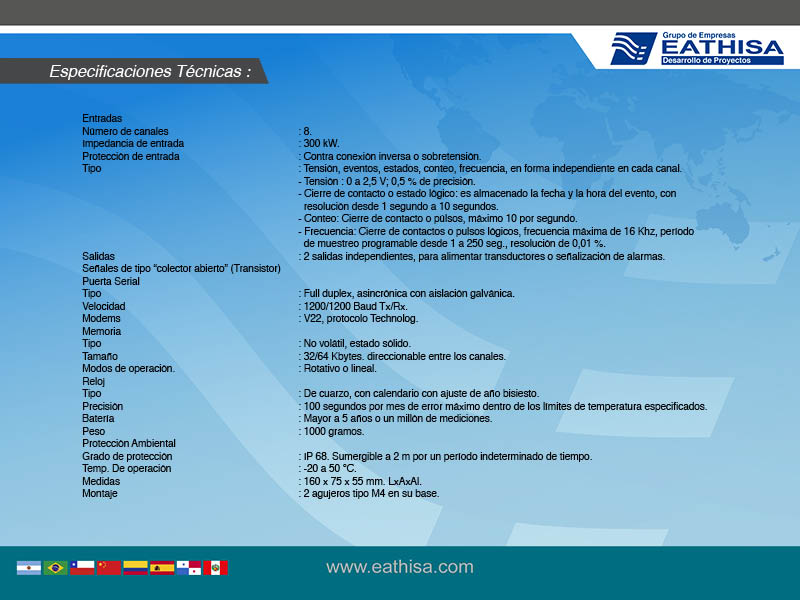 Grupo de Empresas
EATHISA
Desarrollo de Proyectos
Especificaciones Técnicas :
Entradas
Número de canales : 8.
Impedancia de entrada : 300 kW.
Protección de entrada : Contra conexión inversa o sobretensión.
Tipo : Tensión, eventos, estados, conteo, frecuencia, en forma independiente en cada canal.
- Tensión : 0 a 2,5 V; 0,5 % de precisión.
- Cierre de contacto o estado lógico: es almacenado la fecha y la hora del evento, con
resolución desde 1 segundo a 10 segundos.
- Conteo: Cierre de contacto o pulsos, máximo 10 por segundo.
- Frecuencia: Cierre de contactos o pulsos lógicos, frecuencia máxima de 16 Khz, período
de muestreo programable desde 1 a 250 seg., resolución de 0,01 %.
Salidas : 2 salidas independientes, para alimentar transductores o señalización de alarmas.
Señales de tipo “colector abierto” (Transistor)
Puerta Serial
Tipo : Full duplex, asincrónica con aislación galvánica.
Velocidad : 1200/1200 Baud Tx/Rx.
Modems : V22, protocolo Technolog.
Memoria
Tipo : No volátil, estado sólido.
Tamaño : 32/64 Kbytes. direccionable entre los canales.
Modos de operación. : Rotativo o lineal.
Reloj
Tipo : De cuarzo, con calendario con ajuste de año bisiesto.
Precisión : 100 segundos por mes de error máximo dentro de los límites de temperatura especificados.
Batería : Mayor a 5 años o un millón de mediciones.
Peso : 1000 gramos.
Protección Ambiental
Grado de protección : IP 68. Sumergible a 2 m por un período indeterminado de tiempo.
Temp. De operación : -20 a 50 °C.
Medidas : 160 x 75 x 55 mm. LxAxAl.
Montaje : 2 agujeros tipo M4 en su base.
www.eathisa.com